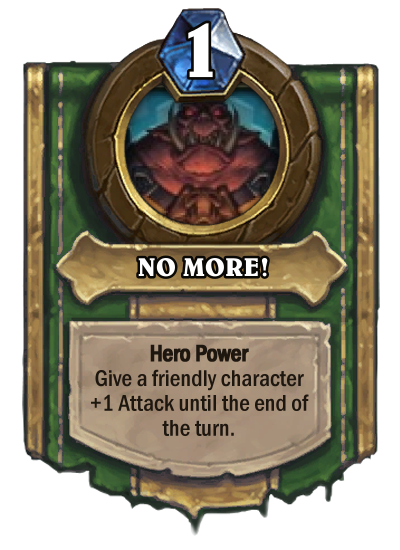 1
NO MORE!
Hero Power
Give a friendly character
+1 Attack until the end of
the turn.